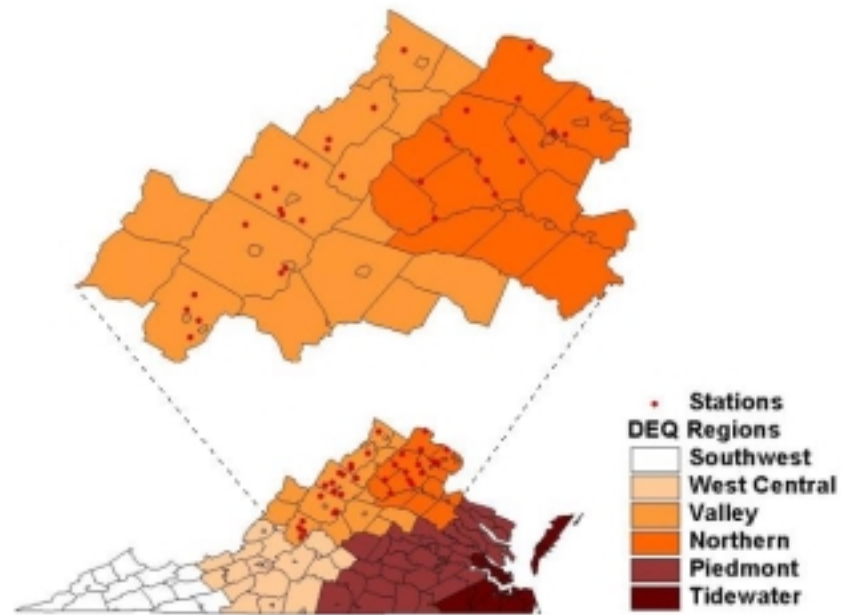 Stations
DEQ Regions
Southwest
West Central
Valley
Northern
Piedmont
Tidewater